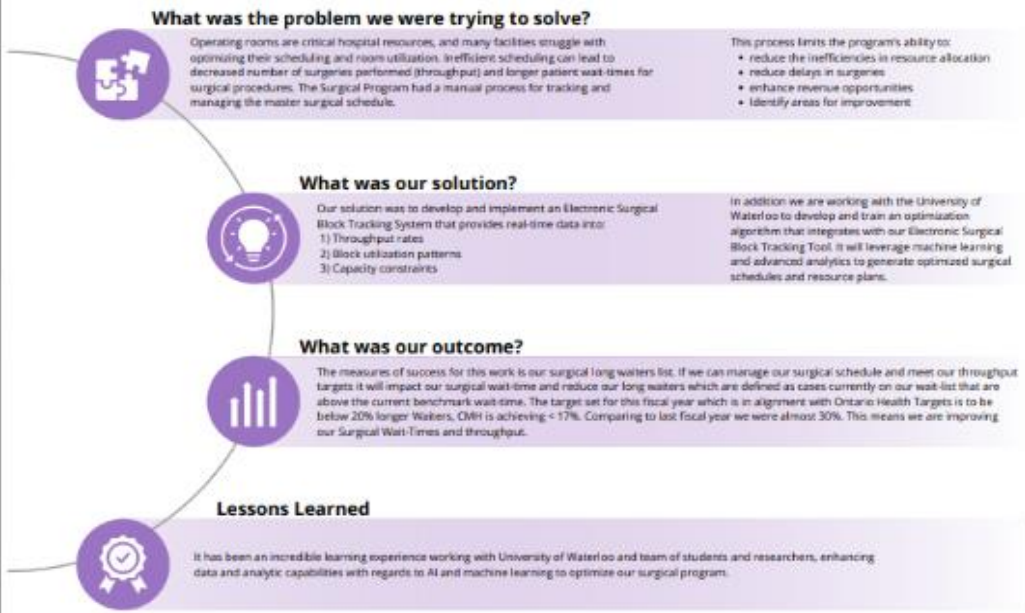 What was the problem we were trying to solve?
Operating rooms are critical hospital resources, and many facilities struggle with
optimizing their scheduling and room utilization. Inefficient scheduling can lead to
decreased number of surgeries performed (throughput) and longer patient wait-times for
surgical procedures. The Surgical Program had a manual process for tracking and
managing the master surgical schedule.
This process limits the program's ability to:
• reduce the inefficiencies in resource allocation
• reduce delays in surgeries
• enhance revenue opportunities
• Identify areas for improvement
What was our solution?
Our solution was to develop and implement an Electronic Surgical
Block Tracking System that provides real-time data into:
1) Throughput rates
2) Block utilization patterns
3) Capacity constraints
In addition we are working with the University of
Waterloo to develop and train an optimization
algorithm that integrates with our Electronic Surgical
Block Tracking Tool. It will leverage machine learning
and advanced analytics to generate optimized surgical
schedules and resource plans.
What was our outcome?
The measures of success for this work is our surgical long waiters list. If we can manage our surgical schedule and meet our throughput
targets it will impact our surgical wait-time and reduce our long waiters which are defined as cases currently on our wait-list that are
above the current benchmark wait-time. The target set for this fiscal year which is in alignment with Ontario Health Targets is to be
below 20% longer Waiters, CMH is achieving < 17%. Comparing to last fiscal year we were almost 30%. This means we are improving
our Surgical Wait-Times and throughput.
Lessons Learned
It has been an incredible learning experience working with University of Waterloo and team of students and researchers, enhancing
data and analytic capabilities with regards to AI and machine learning to optimize our surgical program.